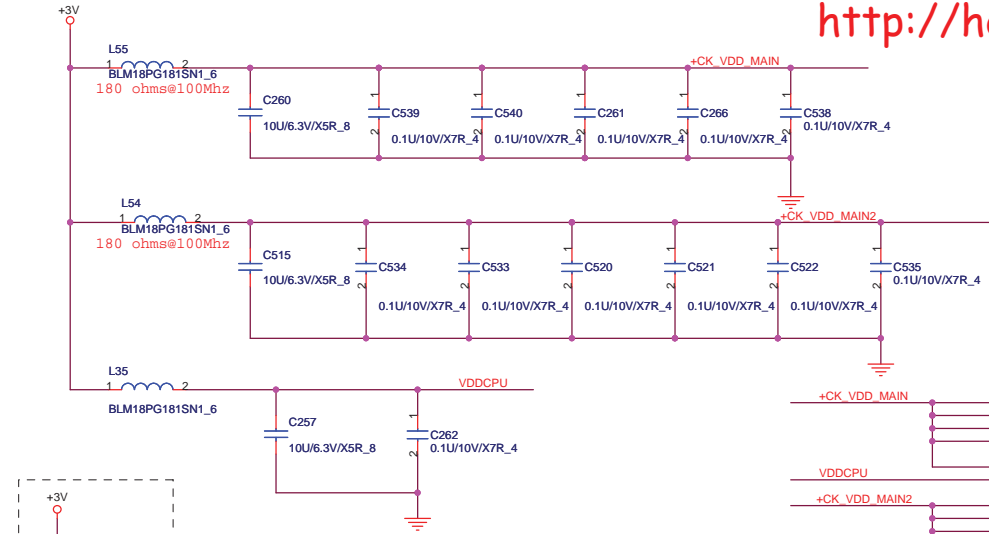 http://h
+3V
L55
1 2
BLM18PG181SN1_6
180 ohms@100Mhz
+CK_VDD_MAIN
C260
10U/6.3V/X5R_8
1
C539
2
0.1U/10V/X7R_4
1
C540
2
0.1U/10V/X7R_4
1
C261
2
0.1U/10V/X7R_4
1
C266
2
0.1U/10V/X7R_4
1
C538
2
0.1U/10V/X7R_4
L54
1 2
BLM18PG181SN1_6
180 ohms@100Mhz
+CK_VDD_MAIN2
C515
10U/6.3V/X5R_8
1
C534
2
0.1U/10V/X7R_4
1
C533
2
0.1U/10V/X7R_4
1
C520
2
0.1U/10V/X7R_4
1
C521
2
0.1U/10V/X7R_4
1
C522
2
0.1U/10V/X7R_4
1
C535
2
0.1U/10V/X7R_4
L35
1 2
BLM18PG181SN1_6
VDDCPU
C257
10U/6.3V/X5R_8
1
C262
2
0.1U/10V/X7R_4
+CK_VDD_MAIN
VDDCPU
+CK_VDD_MAIN2
+3V